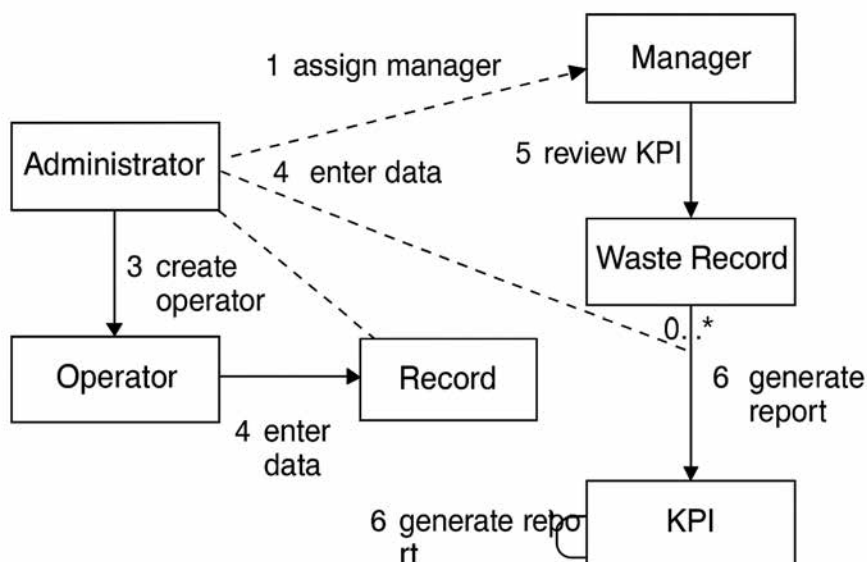 1 assign manager
Manager
Administrator
4 enter data
5 review KPI
3 create
operator
Waste Record
0...*
Operator
Record
6 generate
report
4 enter
data
6 generate repo
rt
KPI